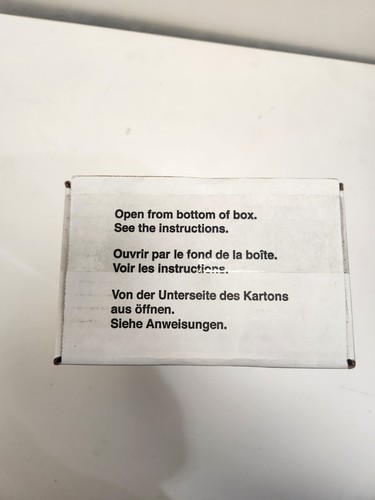 Open from bottom of box.
See the instructions.
Ouvrir par le fond de la boîte.
Voir les instructions.
Von der Unterseite des Kartons
aus öffnen.
Siehe Anweisungen.